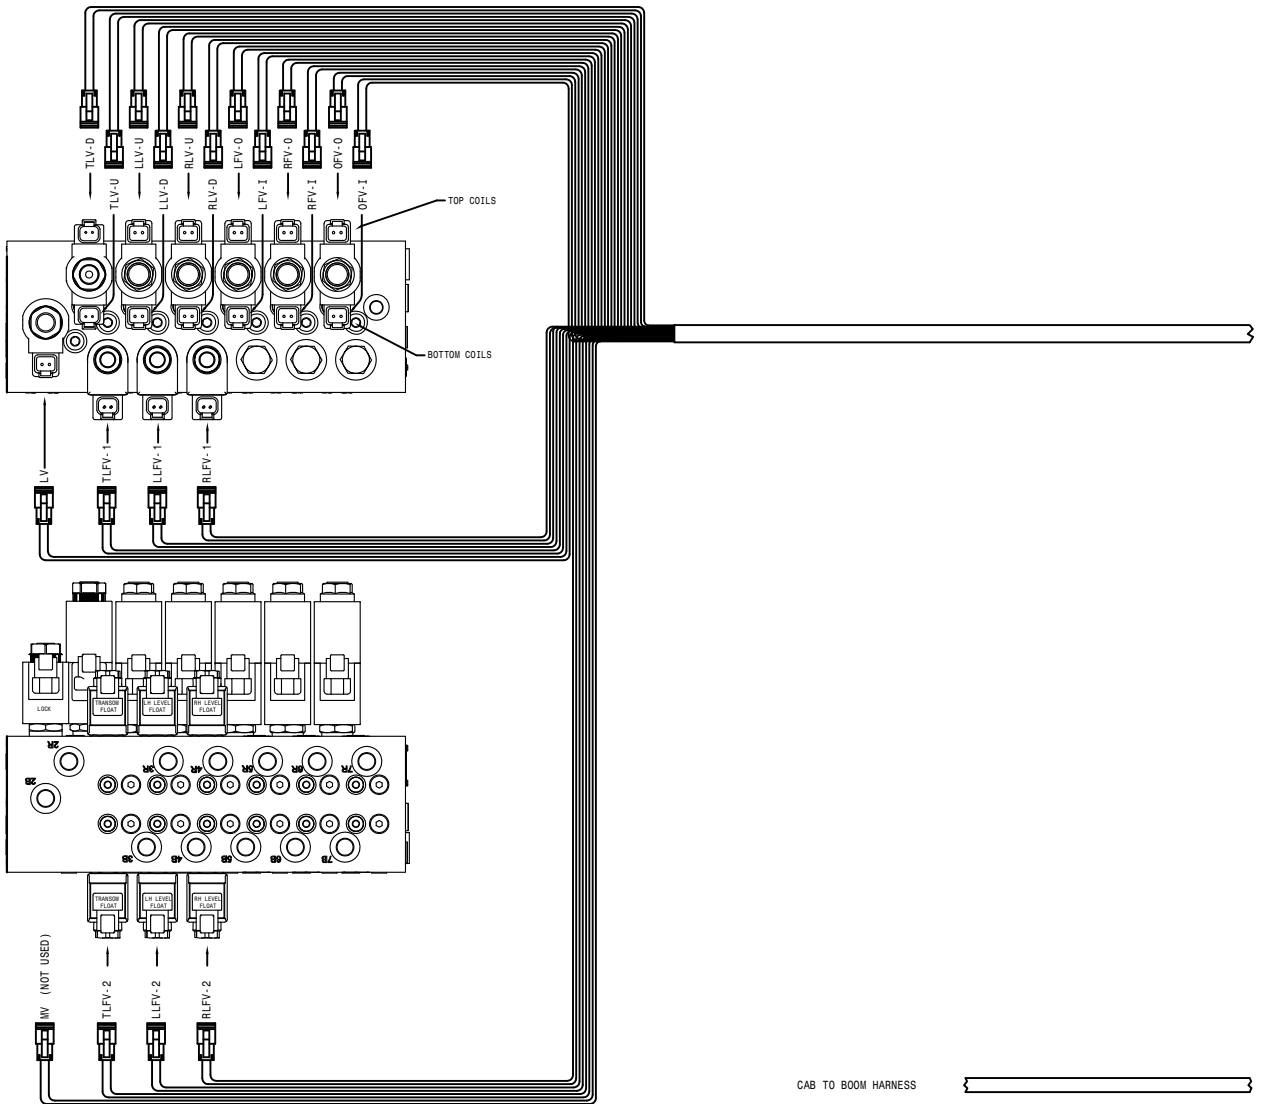 TLV-D
TLV-U
LLV-U
LLV-D
RLV-U
RLV-D
LFV-O
LFV-I
RFV-O
RFV-I
OFV-O
OFV-I
TOP COILS
BOTTOM COILS
LV
TLFV-1
LLFV-1
RLFV-1
LOCK
TRANSOM
FLOAT
LH LEVEL
FLOAT
RH LEVEL
FLOAT
2R
3R
4R
5R
6R
7R
2B
3B
4B
5B
6B
7B
TRANSOM
FLOAT
LH LEVEL
FLOAT
RH LEVEL
FLOAT
MV (NOT USED)
TLFV-2
LLFV-2
RLFV-2
CAB TO BOOM HARNESS